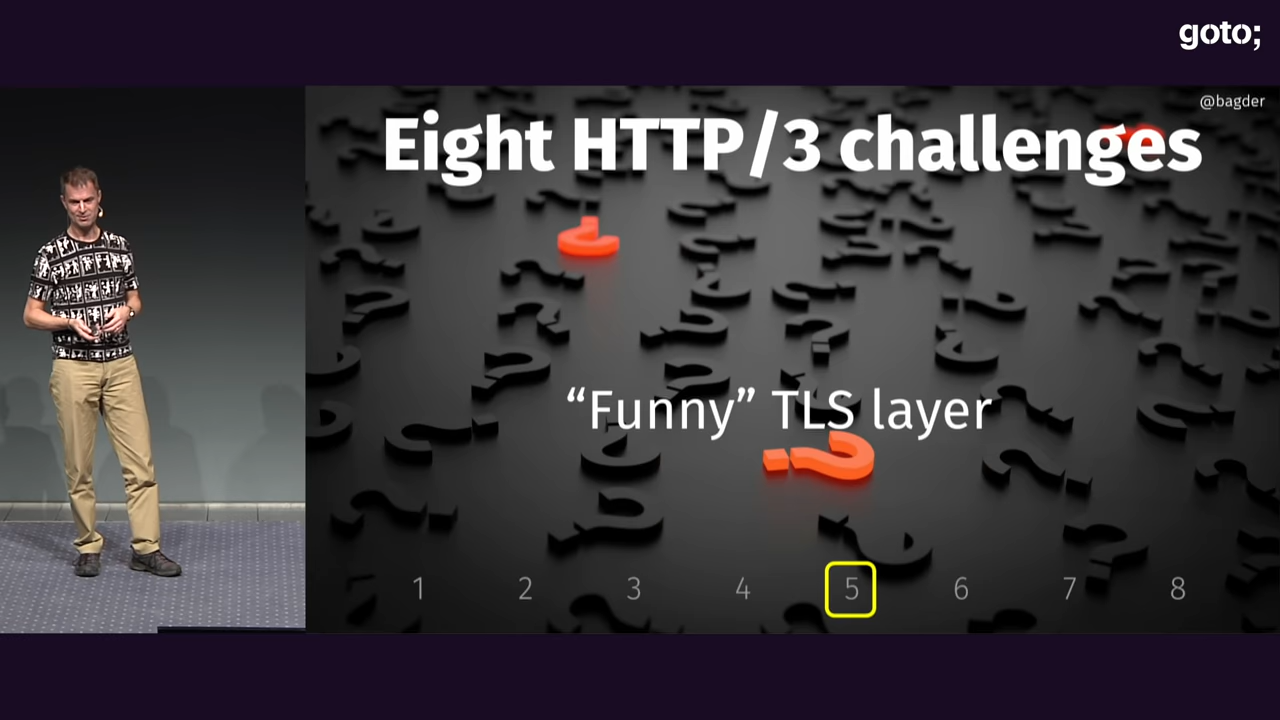 goto;
@bagder
Eight HTTP/3 challenges
“Funny” TLS layer
1 2 3 4 5 6 7 8